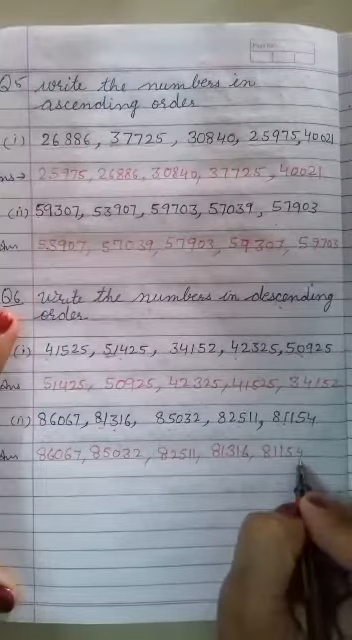 Q5 write the numbers in
ascending order
(i) 26886, 37725, 30840, 25975, 40021
ns→ 25975, 26886, 30840, 37725, 40021
(ii) 59307, 53907, 59703, 57039, 57903
Ans 53907, 57039, 57903, 59307, 59703
Q6 Write the numbers in descending
order
(i) 41525, 51425, 34152, 42325, 50925
Ans 51425, 50925, 42325, 41525, 34152
(ii) 86067, 81316, 85032, 82511, 81154
Ans 86067, 85032, 82511, 81316, 81154